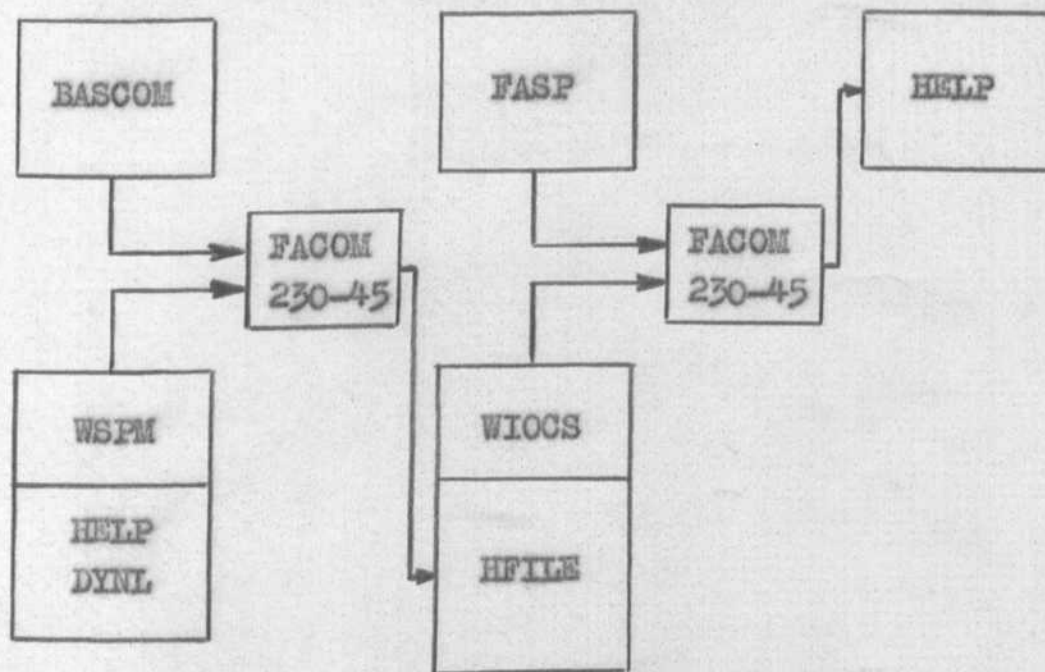 BASCOM
FASP
HELP
FACOM
230-45
FACOM
230-45
WSPM
WIOCS
HELP
DYNL
HFILE